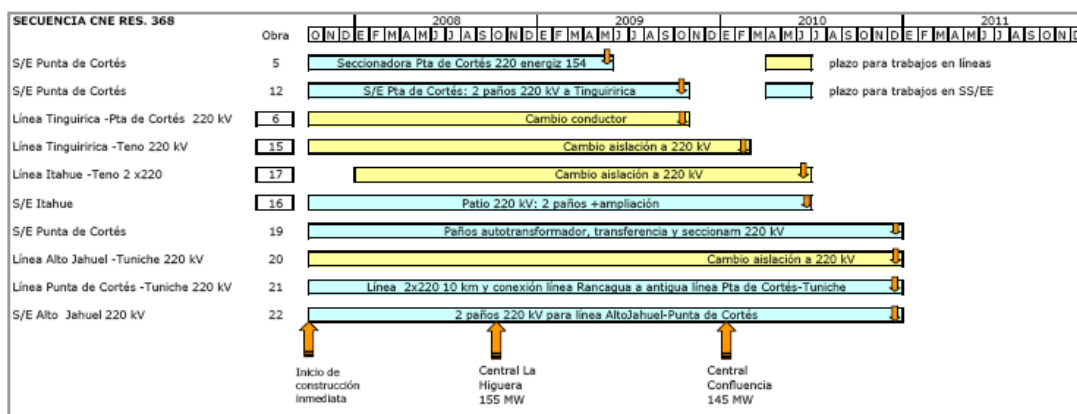 SECUENCIA CNE RES. 368
2008 2009 2010 2011
Obra O N D E F M A M J J A S O N D E F M A M J J A S O N D E F M A M J J A S O N D E F M A M J J A S O N D
S/E Punta de Cortés 5 Seccionadora Pta de Cortés 220 energiz 154 plazo para trabajos en líneas
S/E Punta de Cortés 12 S/E Pta de Cortés: 2 paños 220 kV a Tinguiririca plazo para trabajos en SS/EE
Línea Tinguirica -Pta de Cortés 220 kV 6 Cambio conductor
Línea Tinguiririca -Teno 220 kV 15 Cambio aislación a 220 kV
Línea Itahue -Teno 2 x220 17 Cambio aislación a 220 kV
S/E Itahue 16 Patio 220 kV: 2 paños +ampliación
S/E Punta de Cortés 19 Paños autotransformador, transferencia y seccionam 220 kV
Línea Alto Jahuel -Tuniche 220 kV 20 Cambio aislación a 220 kV
Línea Punta de Cortés -Tuniche 220 kV 21 Línea 2x220 10 km y conexión línea Rancagua a antigua línea Pta de Cortés-Tuniche
S/E Alto Jahuel 220 kV 22 2 paños 220 kV para línea AltoJahuel-Punta de Cortés
Inicio de
construcción
inmediata
Central La
Higuera
155 MW
Central
Confluencia
145 MW